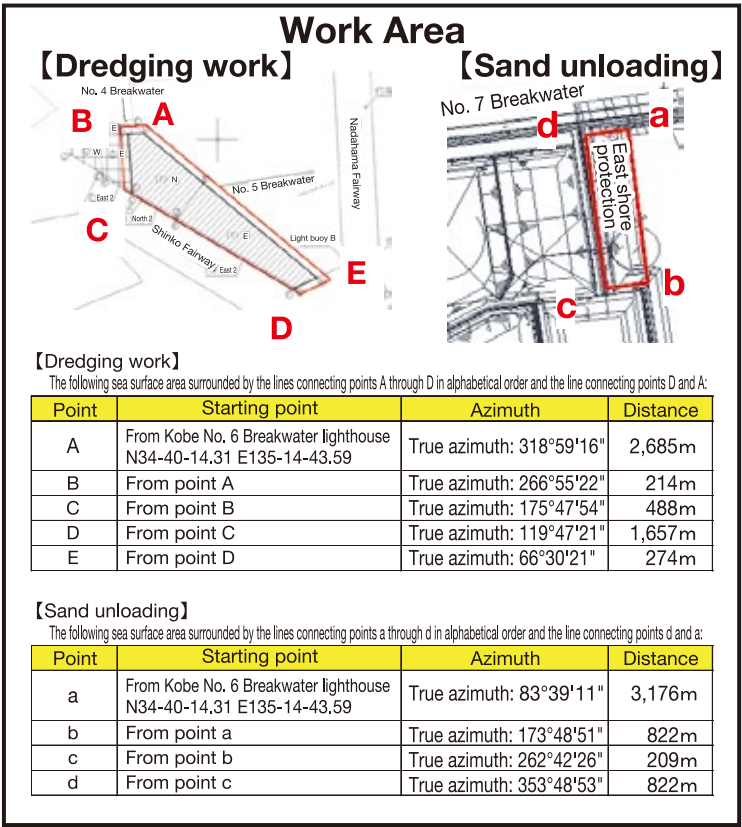 Work Area
【Dredging work】
No. 4 Breakwater
B
A
E
W
E
N
East 2
North 2
No. 5 Breakwater
Nadahama Fairway
C
Shinko Fairway
E
Light buoy B
East 2
E
D
【Sand unloading】
No. 7 Breakwater
d
a
East shore
protection
b
c
【Dredging work】
The following sea surface area surrounded by the lines connecting points A through D in alphabetical order and the line connecting points D and A:
Point Starting point Azimuth Distance
A From Kobe No. 6 Breakwater lighthouse N34-40-14.31 E135-14-43.59 True azimuth: 318°59'16" 2,685m
B From point A True azimuth: 266°55'22" 214m
C From point B True azimuth: 175°47'54" 488m
D From point C True azimuth: 119°47'21" 1,657m
E From point D True azimuth: 66°30'21" 274m
【Sand unloading】
The following sea surface area surrounded by the lines connecting points a through d in alphabetical order and the line connecting points d and a:
Point Starting point Azimuth Distance
a From Kobe No. 6 Breakwater lighthouse N34-40-14.31 E135-14-43.59 True azimuth: 83°39'11" 3,176m
b From point a True azimuth: 173°48'51" 822m
c From point b True azimuth: 262°42'26" 209m
d From point c True azimuth: 353°48'53" 822m